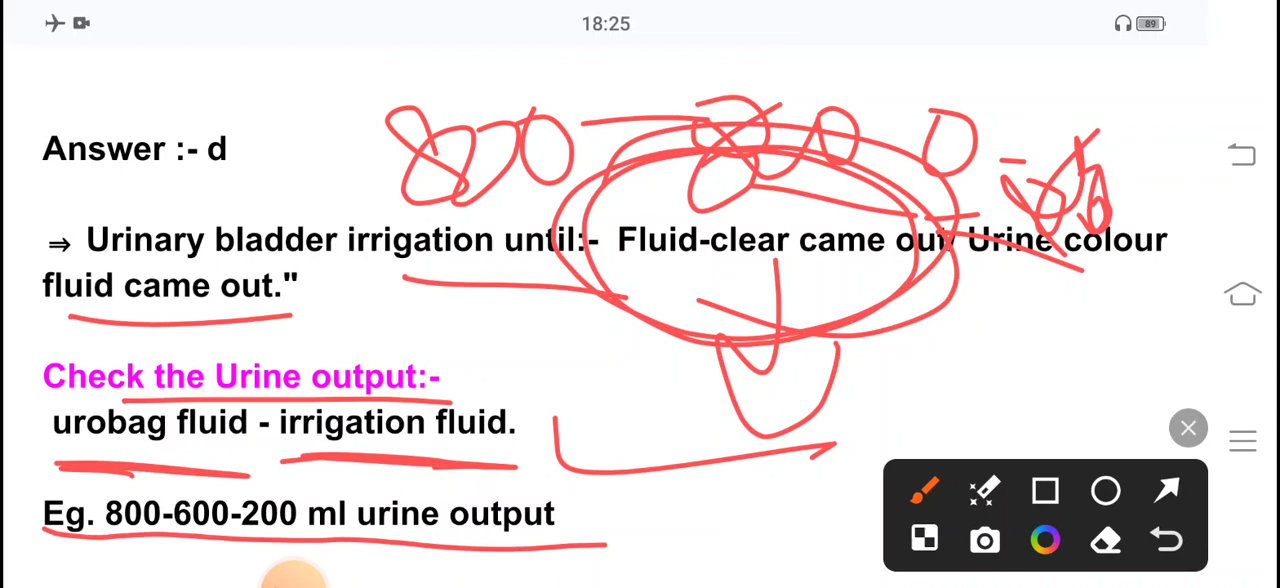 18:25
89
800
Answer :- d
⇒ Urinary bladder irrigation until:- Fluid-clear came out/ Urine colour
fluid came out."
Check the Urine output:-
urobag fluid - irrigation fluid.
Eg. 800-600-200 ml urine output